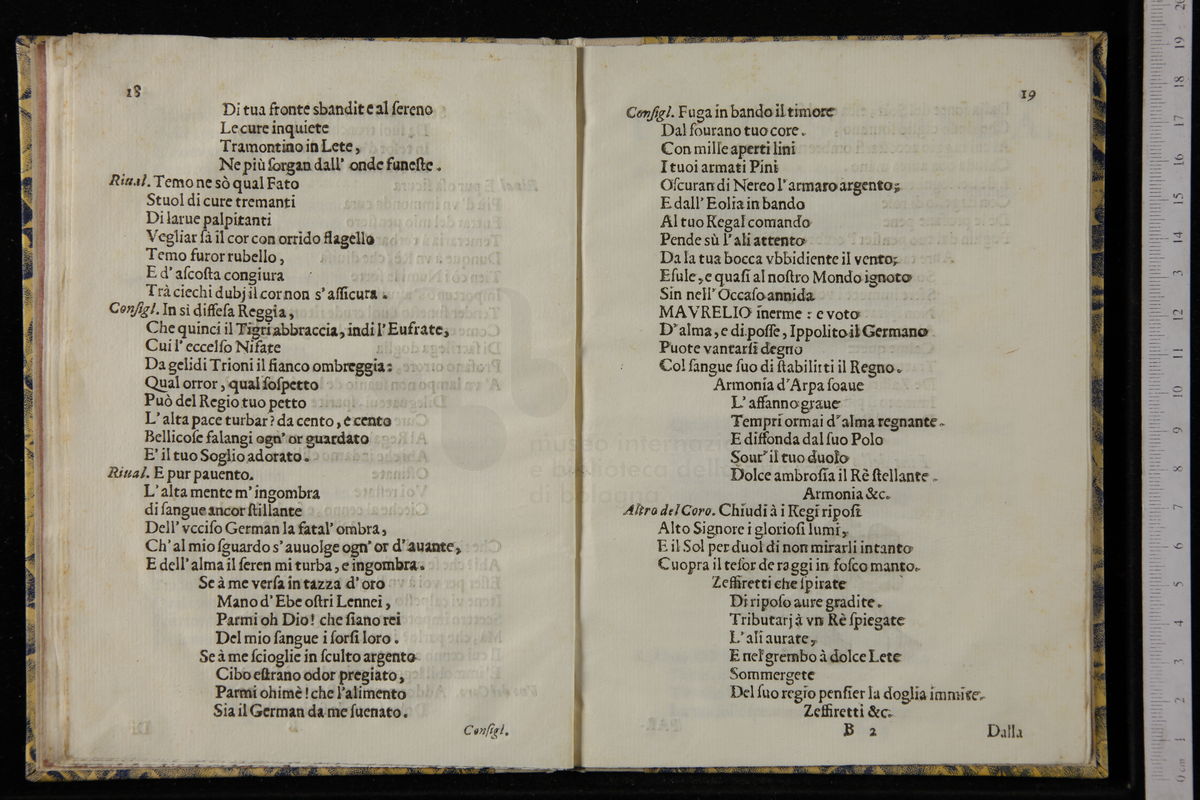 18
Di tua fronte sbandite al ſereno
Le cure inquiete
Tramontino in Lete,
Ne più ſorgan dall' onde funeſte.
Riual. Temo ne sò qual Fato
Stuol di cure tremanti
Di larue palpitanti
Vegliar fà il cor con orrido flagello
Temo furor rubello,
E d' aſcoſta congiura
Trà ciechi dubj il cor non s' aſſicura.
Conſigl. In si diffeſa Reggia,
Che quinci il Tigri abbraccia, indi l' Eufrate,
Cui l' eccelſo Nifate
Da gelidi Trioni il fianco ombreggia:
Qual orror, qual ſoſpetto
Può del Regio tuo petto
L' alta pace turbar? da cento, e cento
Bellicoſe falangi ogn' or guardato
E' il tuo Soglio adorato.
Riual. E pur pauento.
L' alta mente m' ingombra
di ſangue ancor ſtillante
Dell' vcciſo German la fatal' ombra,
Ch' al mio ſguardo s' auuolge ogn' or d' auante,
E dell' alma il ſeren mi turba, e ingombra.
Se à me verſa in tazza d' oro
Mano d' Ebe oſtri Lennei,
Parmi oh Dio! che ſiano rei
Del mio sangue i ſorſi loro.
Se à me ſcioglie in ſculto argento
Cibo eſtrano odor pregiato,
Parmi ohimè! che l'alimento
Sia il German da me ſuenato.
Conſigl.
19
Conſigl. Fuga in bando il timore
Dal ſourano tuo core.
Con mille aperti lini
I tuoi armati Pini
Oſcuran di Nereo l' armaro argento;
E dall' Eolia in bando
Al tuo Regal comando
Pende sù l' ali attento
Da la tua bocca vbbidiente il vento;
Eſule, e quaſi al noſtro Mondo ignoto
Sin nell' Occaſo annida
MAVRELIO inerme: e voto
D' alma, e di poſſe, Ippolito il Germano
Puote vantarſi degno
Col ſangue ſuo di ſtabilirti il Regno.
Armonia d'Arpa ſoaue
L' affanno graue
Tempri ormai d' alma regnante.
E diffonda dal ſuo Polo
Sour' il tuo duolo
Dolce ambroſia il Rè ſtellante.
Armonia &c.
Altro del Coro. Chiudi à i Regi ripoſi
Alto Signore i glorioſi lumi,
E il Sol per duol di non mirarli intanto
Cuopra il teſor de raggi in foſco manto.
Zeffiretti che ſpirate
Di ripoſo aure gradite.
Tributarj à vn Rè ſpiegate
L' ali aurate,
E nel grembo à dolce Lete
Sommergete
Del ſuo regio penſier la doglia immite.
Zeffiretti &c.
B 2
Dalla